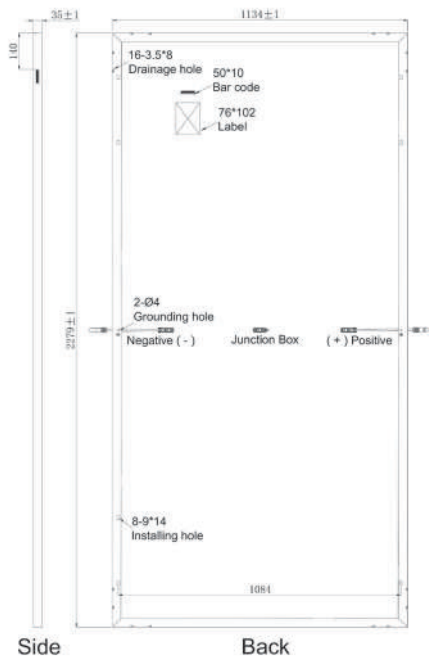 35±1
1134±1
140
16-3.5*8
Drainage hole
50*10
Bar code
76*102
Label
2279±1
2-Ø4
Grounding hole
Negative ( - )
Junction Box
( + ) Positive
8-9*14
Installing hole
1084
Side
Back